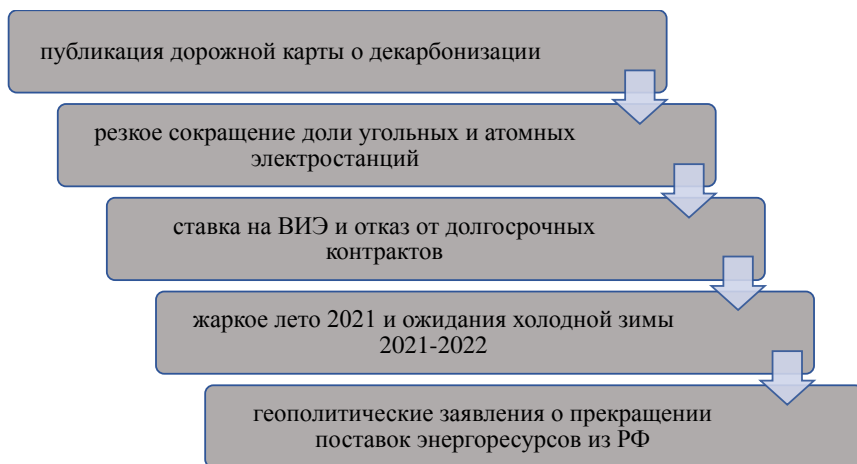 публикация дорожной карты о декарбонизации
резкое сокращение доли угольных и атомных
электростанций
ставка на ВИЭ и отказ от долгосрочных
контрактов
жаркое лето 2021 и ожидания холодной зимы
2021-2022
геополитические заявления о прекращении
поставок энергоресурсов из РФ